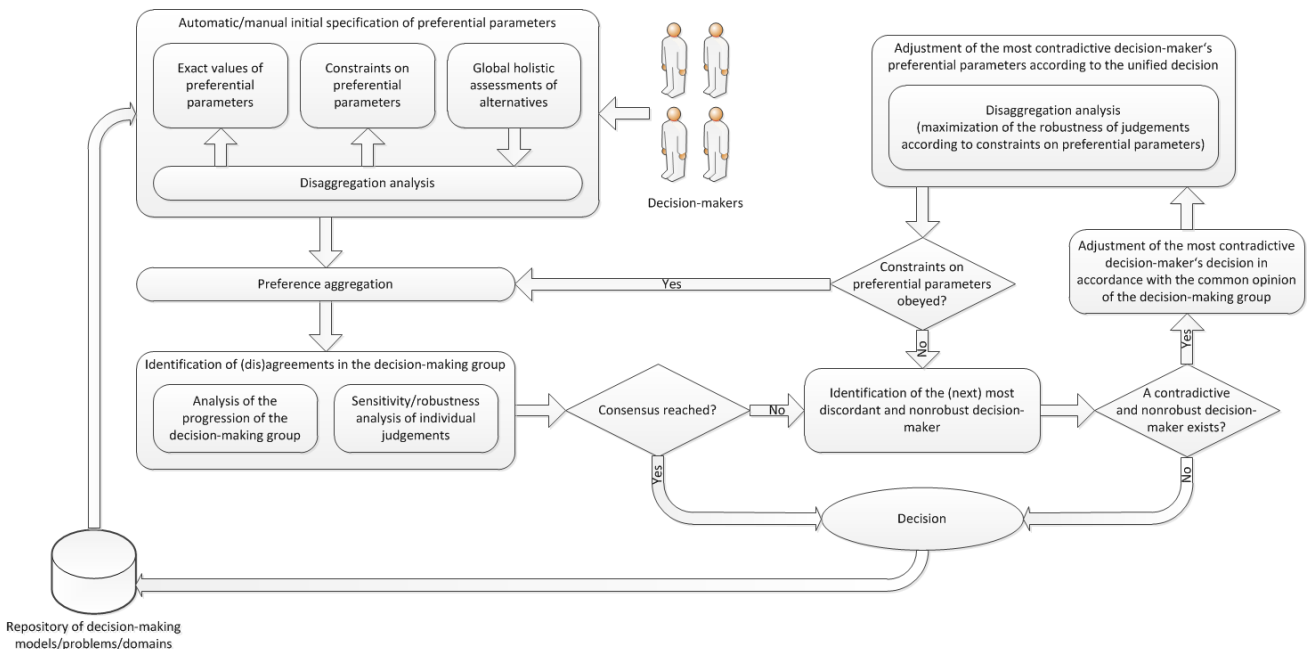 Automatic/manual initial specification of preferential parameters
Exact values of
preferential
parameters
Constraints on
preferential
parameters
Global holistic
assessments of
alternatives
Disaggregation analysis
Decision-makers
Adjustment of the most contradictive decision-maker's
preferential parameters according to the unified decision
Disaggregation analysis
(maximization of the robustness of judgements
according to constraints on preferential parameters)
Preference aggregation
Yes
Constraints on
preferential parameters
obeyed?
No
Adjustment of the most contradictive
decision-maker's decision in
accordance with the common opinion
of the decision-making group
Yes
Identification of (dis)agreements in the decision-making group
Analysis of the
progression of the
decision-making group
Sensitivity/robustness
analysis of individual
judgements
Consensus reached?
No
Yes
Identification of the (next) most
discordant and nonrobust decision-
maker
A contradictive
and nonrobust decision-
maker exists?
No
Decision
Repository of decision-making
models/problems/domains